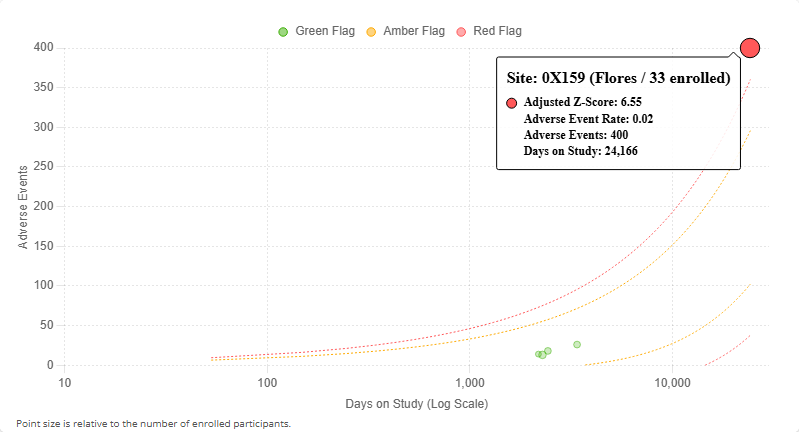 Green Flag Amber Flag Red Flag
400
350
300
250
200
150
100
50
0
Adverse Events
Site: 0X159 (Flores / 33 enrolled)
Adjusted Z-Score: 6.55
Adverse Event Rate: 0.02
Adverse Events: 400
Days on Study: 24,166
10 100 1,000 10,000
Days on Study (Log Scale)
Point size is relative to the number of enrolled participants.